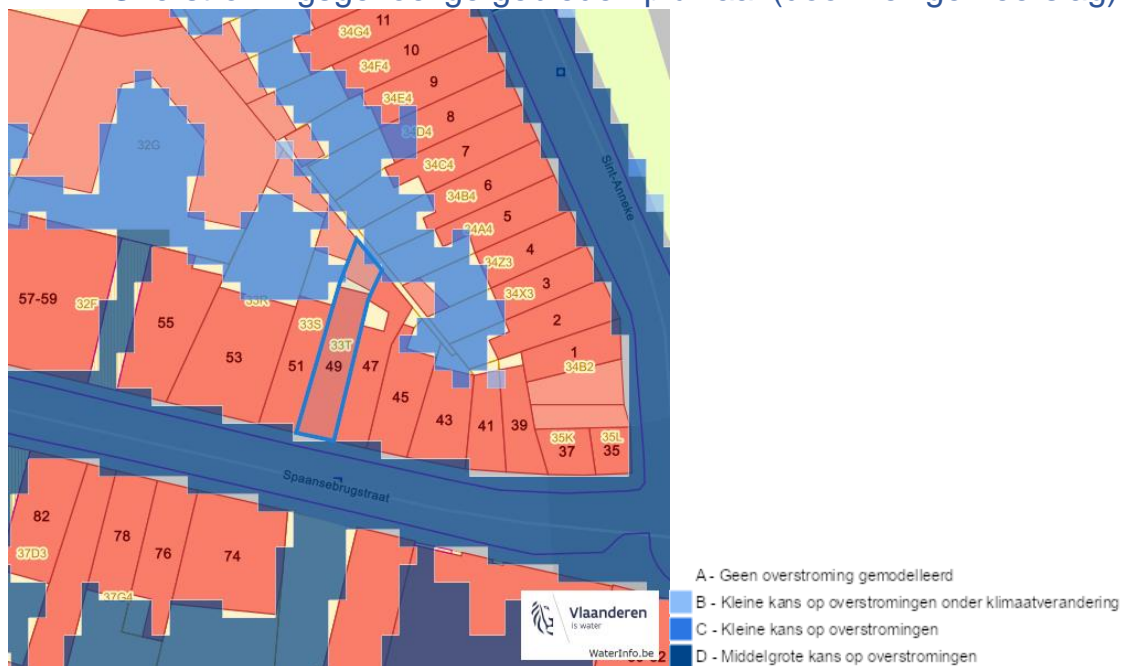 11
34G4
10
34F4
9
34E4
8
34D4
7
34C4
32G
6
34B4
Sint-Anneke
5
34A4
4
34Z3
3
34X3
57-59
32F
33R
55
33S
2
33T
53
51
49
47
1
34B2
45
43
41
39
35K
37
35L
35
Spaansebrugstraat
82
78
76
74
37D3
37G4
Vlaanderen
is water
WaterInfo.be
A - Geen overstroming gemodelleerd
B - Kleine kans op overstromingen onder klimaatverandering
C - Kleine kans op overstromingen
D - Middelgrote kans op overstromingen